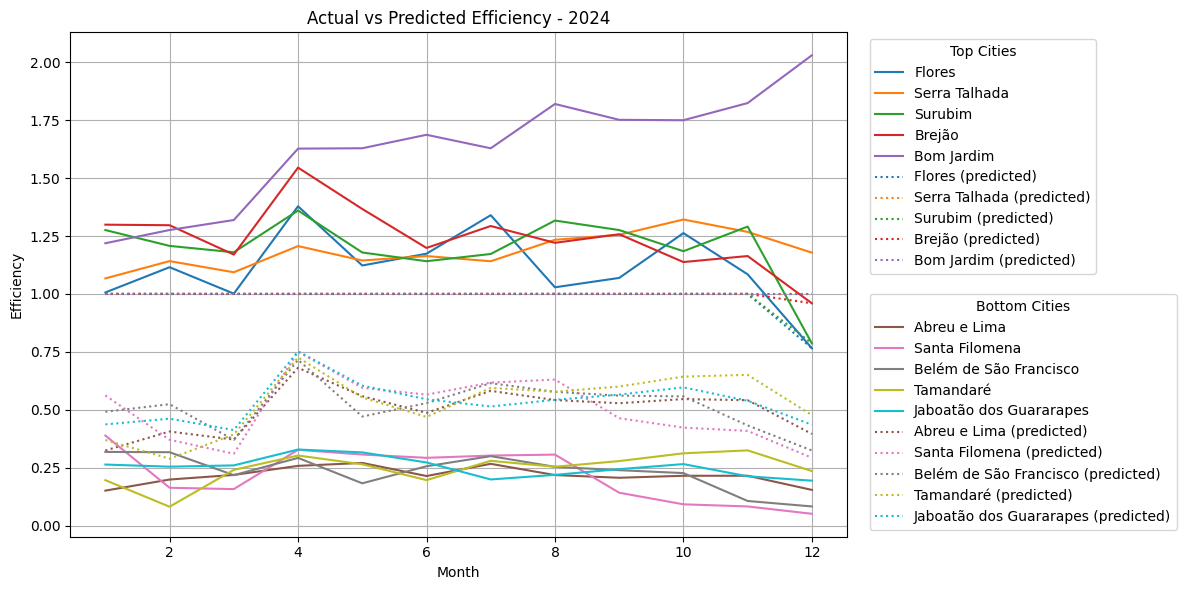 Actual vs Predicted Efficiency - 2024
Efficiency
2.00
1.75
1.50
1.25
1.00
0.75
0.50
0.25
0.00
2
4
6
8
10
12
Month
Top Cities
Flores
Serra Talhada
Surubim
Brejão
Bom Jardim
Flores (predicted)
Serra Talhada (predicted)
Surubim (predicted)
Brejão (predicted)
Bom Jardim (predicted)
Bottom Cities
Abreu e Lima
Santa Filomena
Belém de São Francisco
Tamandaré
Jaboatão dos Guararapes
Abreu e Lima (predicted)
Santa Filomena (predicted)
Belém de São Francisco (predicted)
Tamandaré (predicted)
Jaboatão dos Guararapes (predicted)